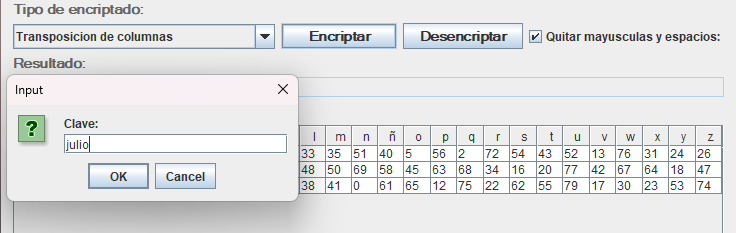 Tipo de encriptado:
Transposicion de columnas Encriptar Desencriptar Quitar mayusculas y espacios:
Resultado:
Input
?
Clave:
julio
OK Cancel
l m n ñ o p q r s t u v w x y z
33 35 51 40 5 56 2 72 54 43 52 13 76 31 24 26
48 50 69 58 45 63 68 34 16 20 77 42 67 64 18 47
38 41 0 61 65 12 75 22 62 55 79 17 30 23 53 74